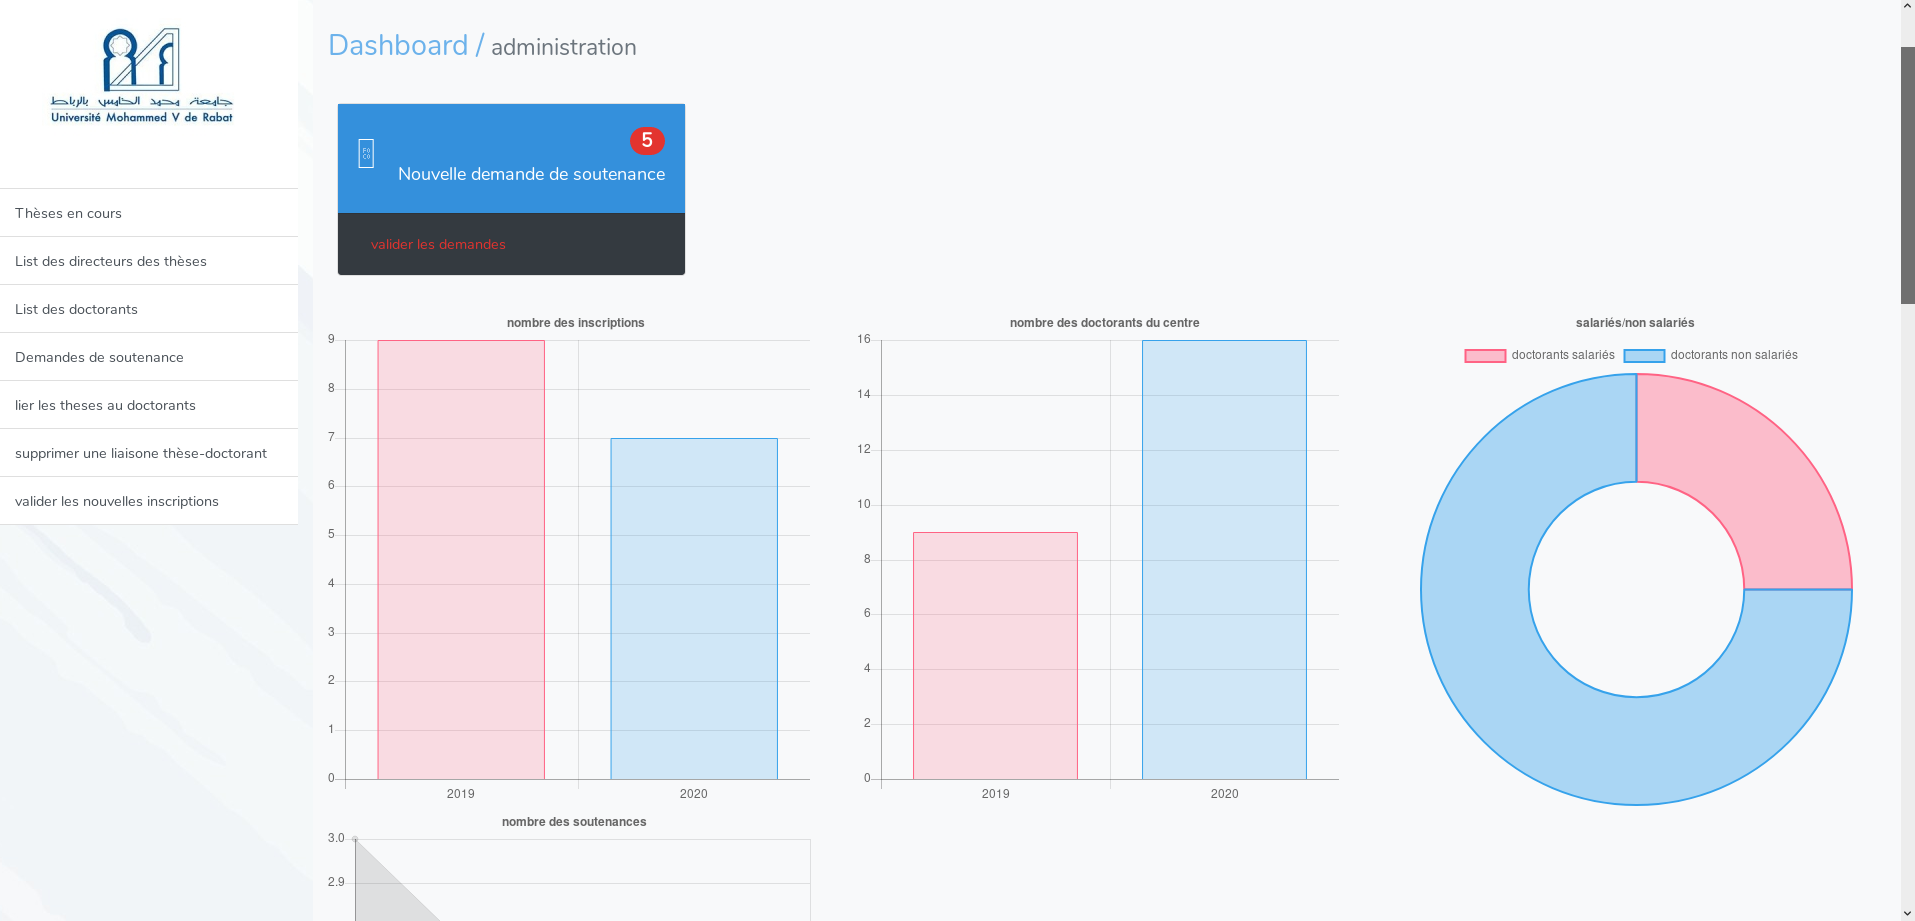 جامعة محمد الخامس بالرباط
Université Mohammed V de Rabat
Thèses en cours
List des directeurs des thèses
List des doctorants
Demandes de soutenance
lier les theses au doctorants
supprimer une liaisone thèse-doctorant
valider les nouvelles inscriptions
Dashboard / administration
5
F0
C0
Nouvelle demande de soutenance
valider les demandes
nombre des inscriptions
9
8
7
6
5
4
3
2
1
0
2019 2020
nombre des doctorants du centre
16
14
12
10
8
6
4
2
0
2019 2020
salariés/non salariés
doctorants salariés doctorants non salariés
nombre des soutenances
3.0
2.9